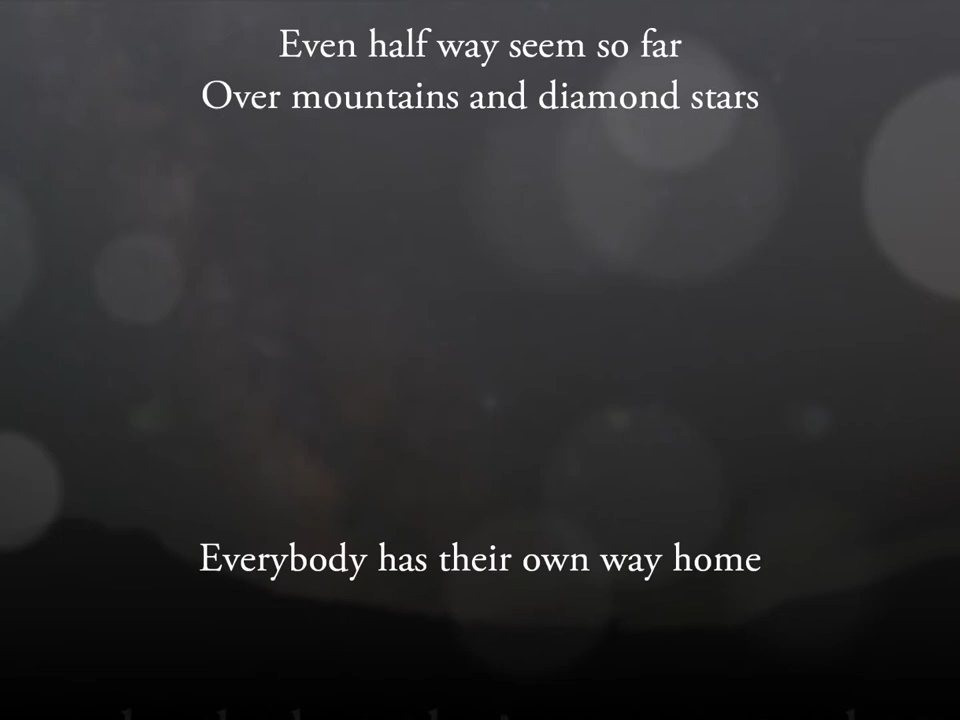 Even half way seem so far
Over mountains and diamond stars
Everybody has their own way home